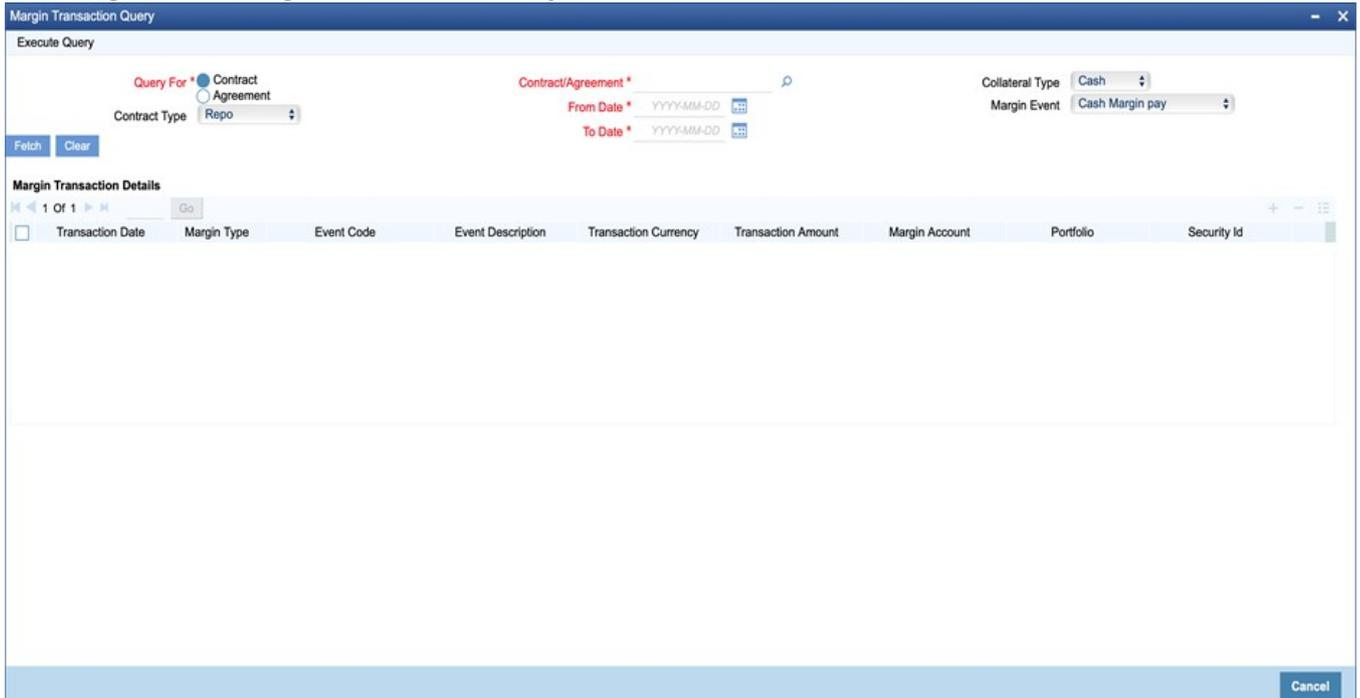 Margin Transaction Query
Execute Query
Query For * Contract
Agreement
Contract Type Repo
Contract/Agreement *
From Date * YYYY-MM-DD
To Date * YYYY-MM-DD
Collateral Type Cash
Margin Event Cash Margin pay
Fetch Clear
Margin Transaction Details
1 Of 1 Go
Transaction Date Margin Type Event Code Event Description Transaction Currency Transaction Amount Margin Account Portfolio Security Id
Cancel